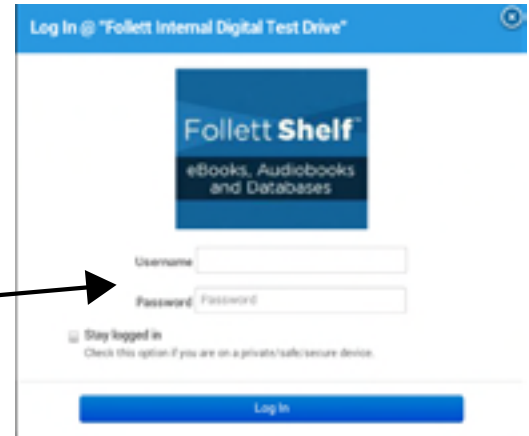 Log In @ "Follett Internal Digital Test Drive"
Follett Shelf™
eBooks, Audiobooks
and Databases
Username
Password Password
Stay logged in
Check this option if you are on a private/safe/secure device.
Log In